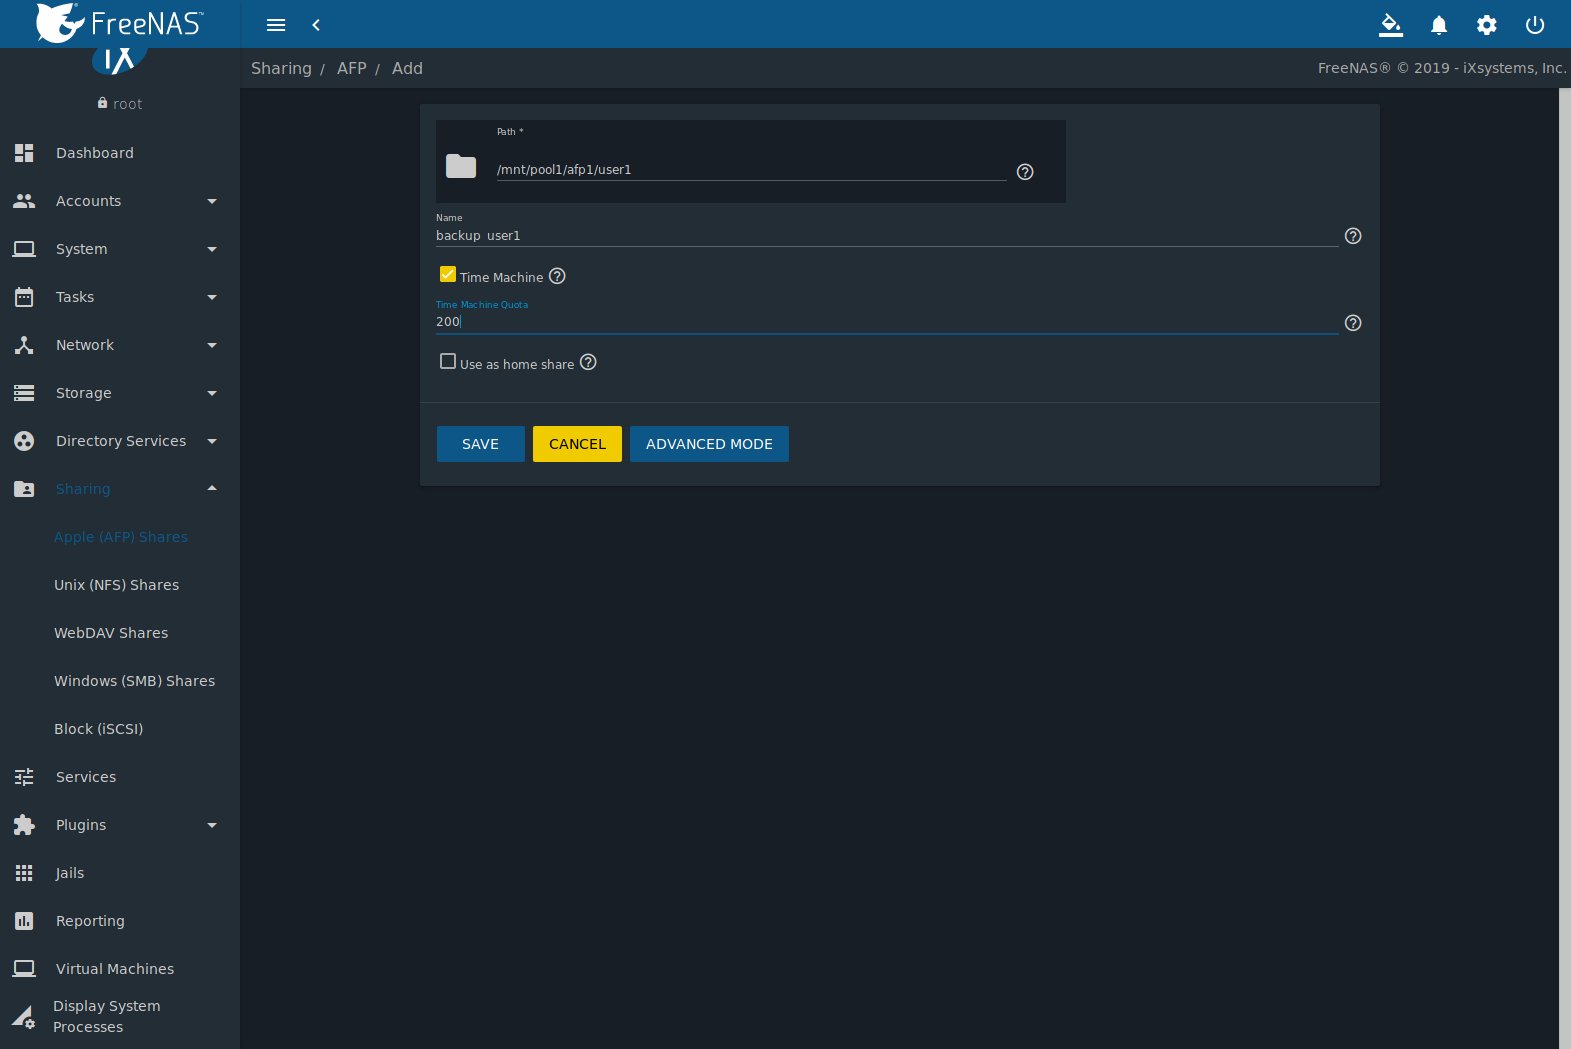 FreeNAS™
Sharing / AFP / Add
FreeNAS® © 2019 - iXsystems, Inc.
iX
root
Dashboard
Accounts
System
Tasks
Network
Storage
Directory Services
Sharing
Apple (AFP) Shares
Unix (NFS) Shares
WebDAV Shares
Windows (SMB) Shares
Block (iSCSI)
Services
Plugins
Jails
Reporting
Virtual Machines
Display System
Processes
Path *
/mnt/pool1/afp1/user1
Name
backup_user1
Time Machine
Time Machine Quota
200
Use as home share
SAVE
CANCEL
ADVANCED MODE